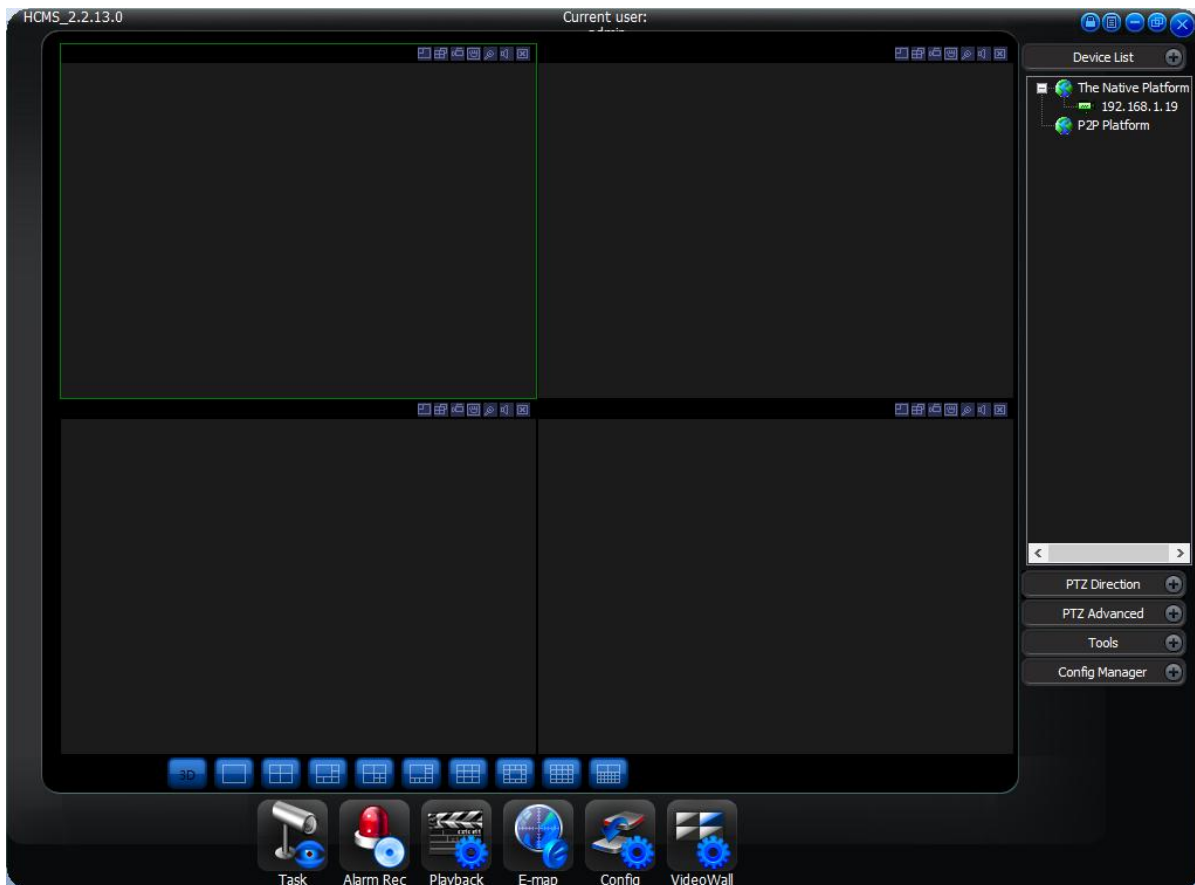 HCMS_2.2.13.0
Current user:
admin
Device List
The Native Platform
192.168.1.19
P2P Platform
PTZ Direction
PTZ Advanced
Tools
Config Manager
3D
Task
Alarm Rec
Playback
E-map
Config
VideoWall